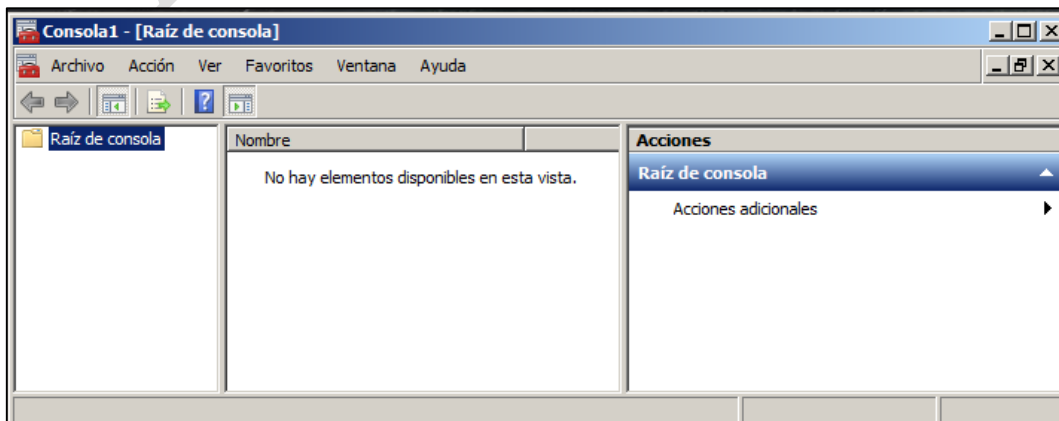 Consola1 - [Raíz de consola]
Archivo Acción Ver Favoritos Ventana Ayuda
Raíz de consola
Nombre
No hay elementos disponibles en esta vista.
Acciones
Raíz de consola
Acciones adicionales